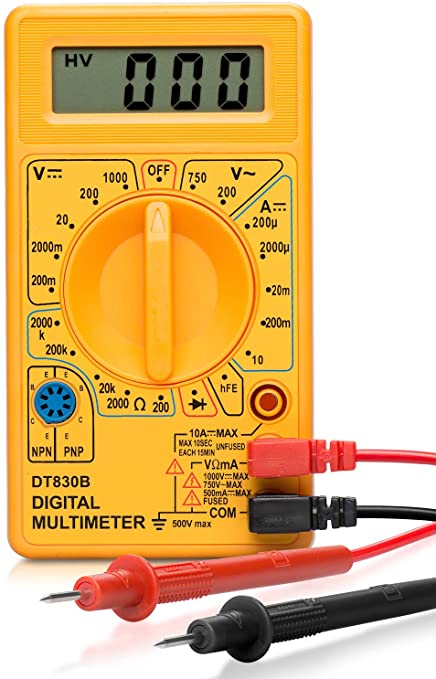 HV 000
V⎓ 1000 OFF 750 V~
200 200
A⎓
20 200µ
2000m 2000µ
200m 20m
2000 k 200m
200k 10
20k hFE
2000 Ω 200
E E
B B
C C
E E
NPN PNP
10A⎓MAX
MAX 10SEC UNFUSED
EACH 15MIN
VΩmA
1000V⎓MAX
750V~MAX
500mA⎓MAX
FUSED
COM
500V max
DT830B
DIGITAL
MULTIMETER